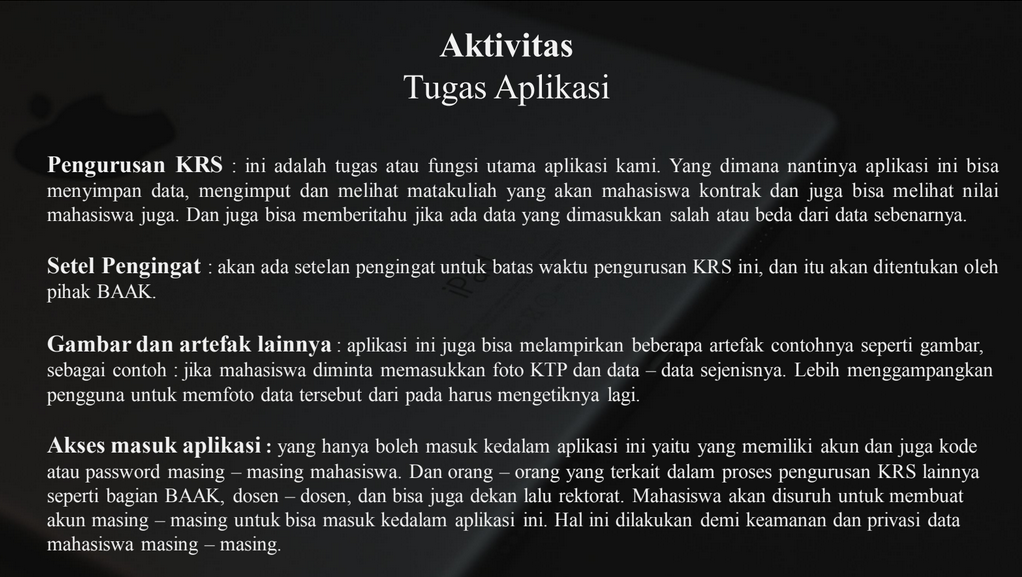 Aktivitas
Tugas Aplikasi
Pengurusan KRS : ini adalah tugas atau fungsi utama aplikasi kami. Yang dimana nantinya aplikasi ini bisa
menyimpan data, mengimput dan melihat matakuliah yang akan mahasiswa kontrak dan juga bisa melihat nilai
mahasiswa juga. Dan juga bisa memberitahu jika ada data yang dimasukkan salah atau beda dari data sebenarnya.
Setel Pengingat : akan ada setelan pengingat untuk batas waktu pengurusan KRS ini, dan itu akan ditentukan oleh
pihak BAAK.
Gambar dan artefak lainnya : aplikasi ini juga bisa melampirkan beberapa artefak contohnya seperti gambar,
sebagai contoh : jika mahasiswa diminta memasukkan foto KTP dan data – data sejenisnya. Lebih menggampangkan
pengguna untuk memfoto data tersebut dari pada harus mengetiknya lagi.
Akses masuk aplikasi : yang hanya boleh masuk kedalam aplikasi ini yaitu yang memiliki akun dan juga kode
atau password masing – masing mahasiswa. Dan orang – orang yang terkait dalam proses pengurusan KRS lainnya
seperti bagian BAAK, dosen – dosen, dan bisa juga dekan lalu rektorat. Mahasiswa akan disuruh untuk membuat
akun masing – masing untuk bisa masuk kedalam aplikasi ini. Hal ini dilakukan demi keamanan dan privasi data
mahasiswa masing – masing.
iPad